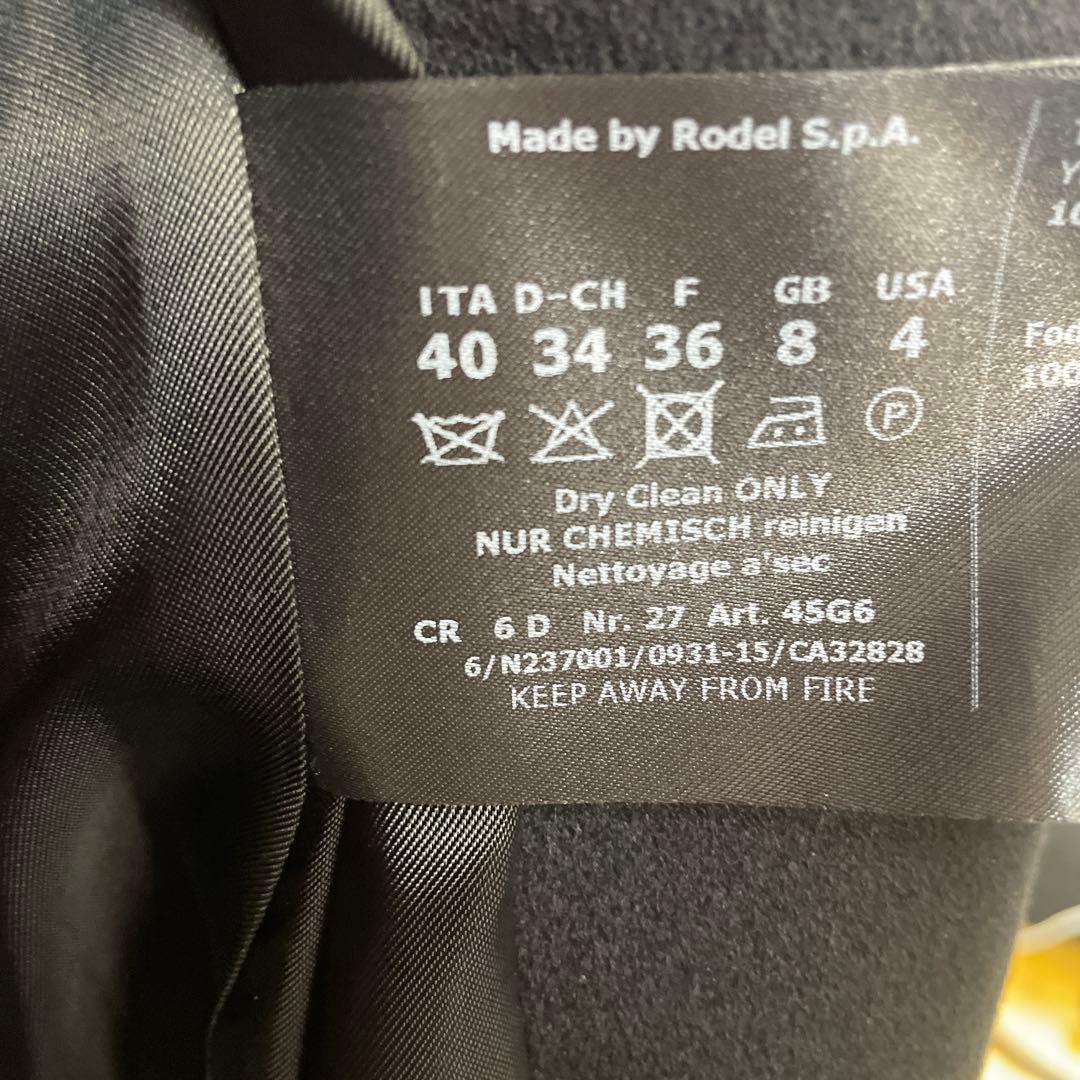 Made by Rodel S.p.A.
ITA D-CH F GB USA
40 34 36 8 4
P
Dry Clean ONLY
NUR CHEMISCH reinigen
Nettoyage a'sec
CR 6 D Nr. 27 Art. 45G6
6/N237001/0931-15/CA32828
KEEP AWAY FROM FIRE